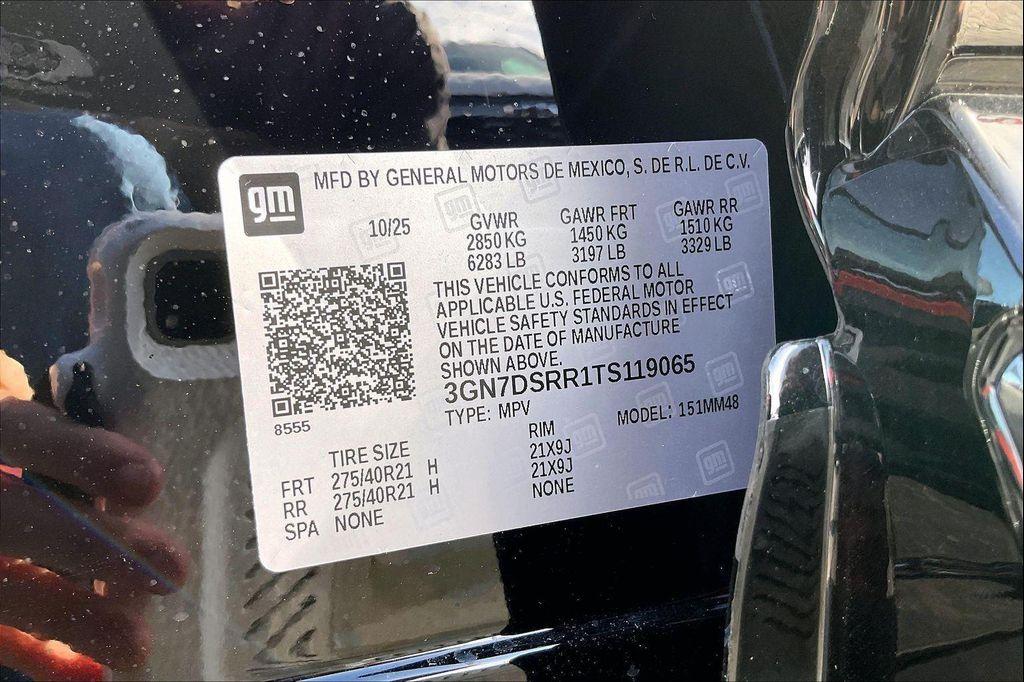 gm
MFD BY GENERAL MOTORS DE MEXICO, S. DE R.L. DE C.V.
10/25
GVWR
2850 KG
6283 LB
GAWR FRT
1450 KG
3197 LB
GAWR RR
1510 KG
3329 LB
THIS VEHICLE CONFORMS TO ALL
APPLICABLE U.S. FEDERAL MOTOR
VEHICLE SAFETY STANDARDS IN EFFECT
ON THE DATE OF MANUFACTURE
SHOWN ABOVE.
3GN7DSRR1TS119065
TYPE: MPV MODEL: 151MM48
8555
TIRE SIZE RIM
FRT 275/40R21 H 21X9J
RR 275/40R21 H 21X9J
SPA NONE NONE